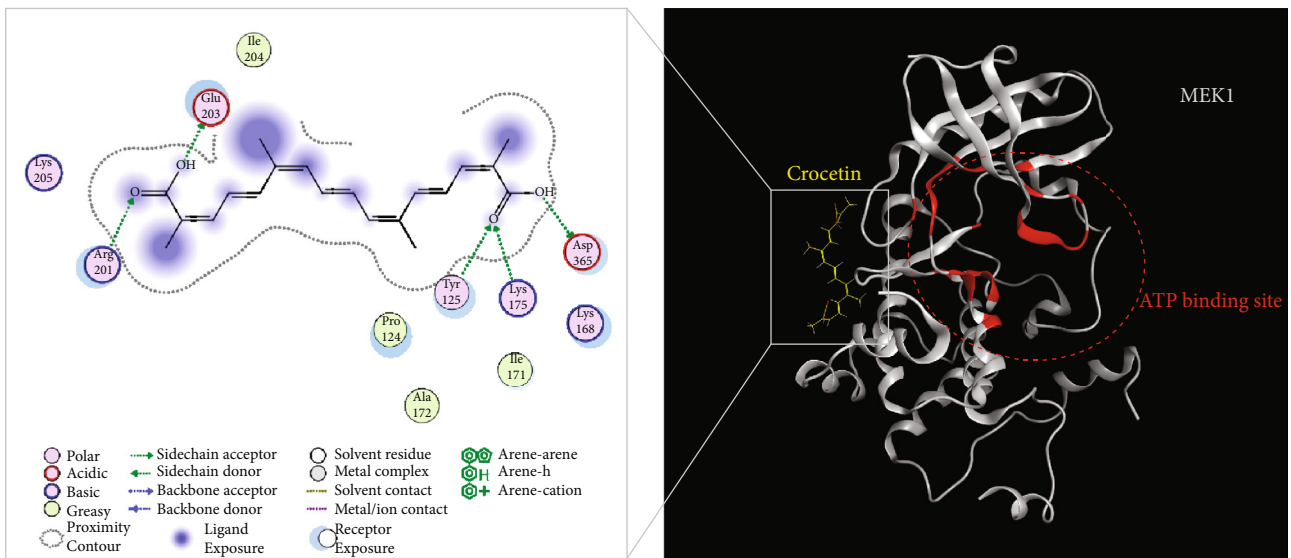 Ile
204
Glu
203
Lys
205
OH
O
Arg
201
OH
O
Asp
365
Tyr
125
Lys
175
Lys
168
Pro
124
Ile
171
Ala
172
Polar
Acidic
Basic
Greasy
Proximity
Contour
Sidechain acceptor
Sidechain donor
Backbone acceptor
Backbone donor
Ligand
Exposure
Solvent residue
Metal complex
Solvent contact
Metal/ion contact
Receptor
Exposure
Arene-arene
H Arene-h
+ Arene-cation
MEK1
Crocetin
ATP binding site